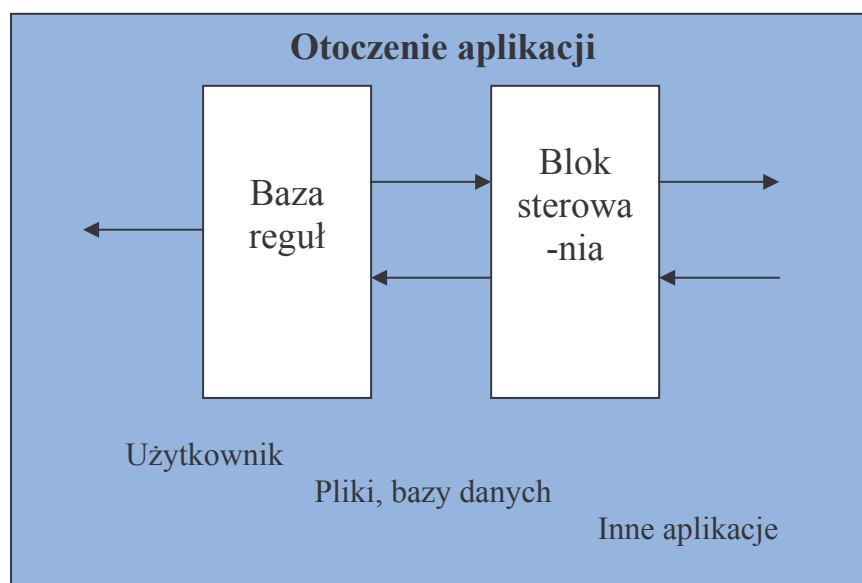 Otoczenie aplikacji
Baza
reguł
Blok
sterowa
-nia
Użytkownik
Pliki, bazy danych
Inne aplikacje